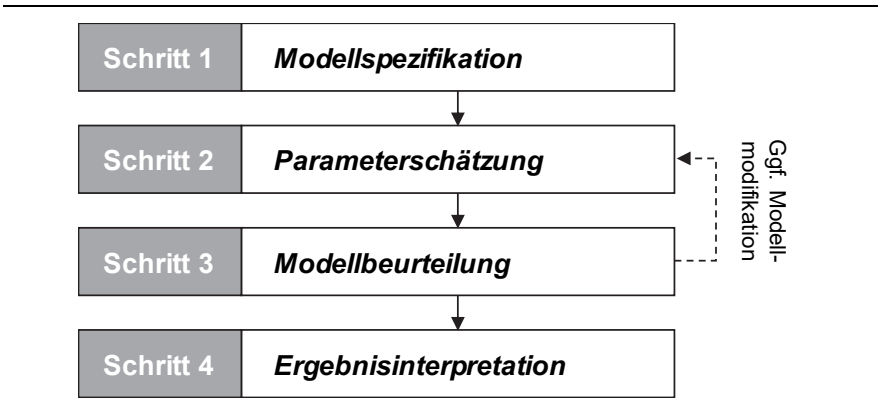 Schritt 1 Modellspezifikation
Schritt 2 Parameterschätzung
Schritt 3 Modellbeurteilung
Schritt 4 Ergebnisinterpretation
Ggf. Modell-
modifikation